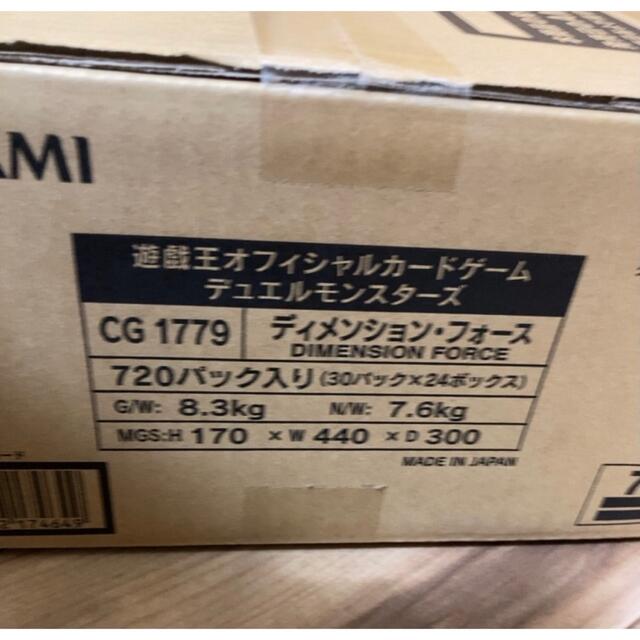 AMI
遊戯王オフィシャルカードゲーム
デュエルモンスターズ
CG 1779 ディメンション・フォース
DIMENSION FORCE
720パック入り(30パック×24ボックス)
G/W: 8.3kg N/W: 7.6kg
MGS:H 170 × W 440 × D 300
MADE IN JAPAN
ード
7